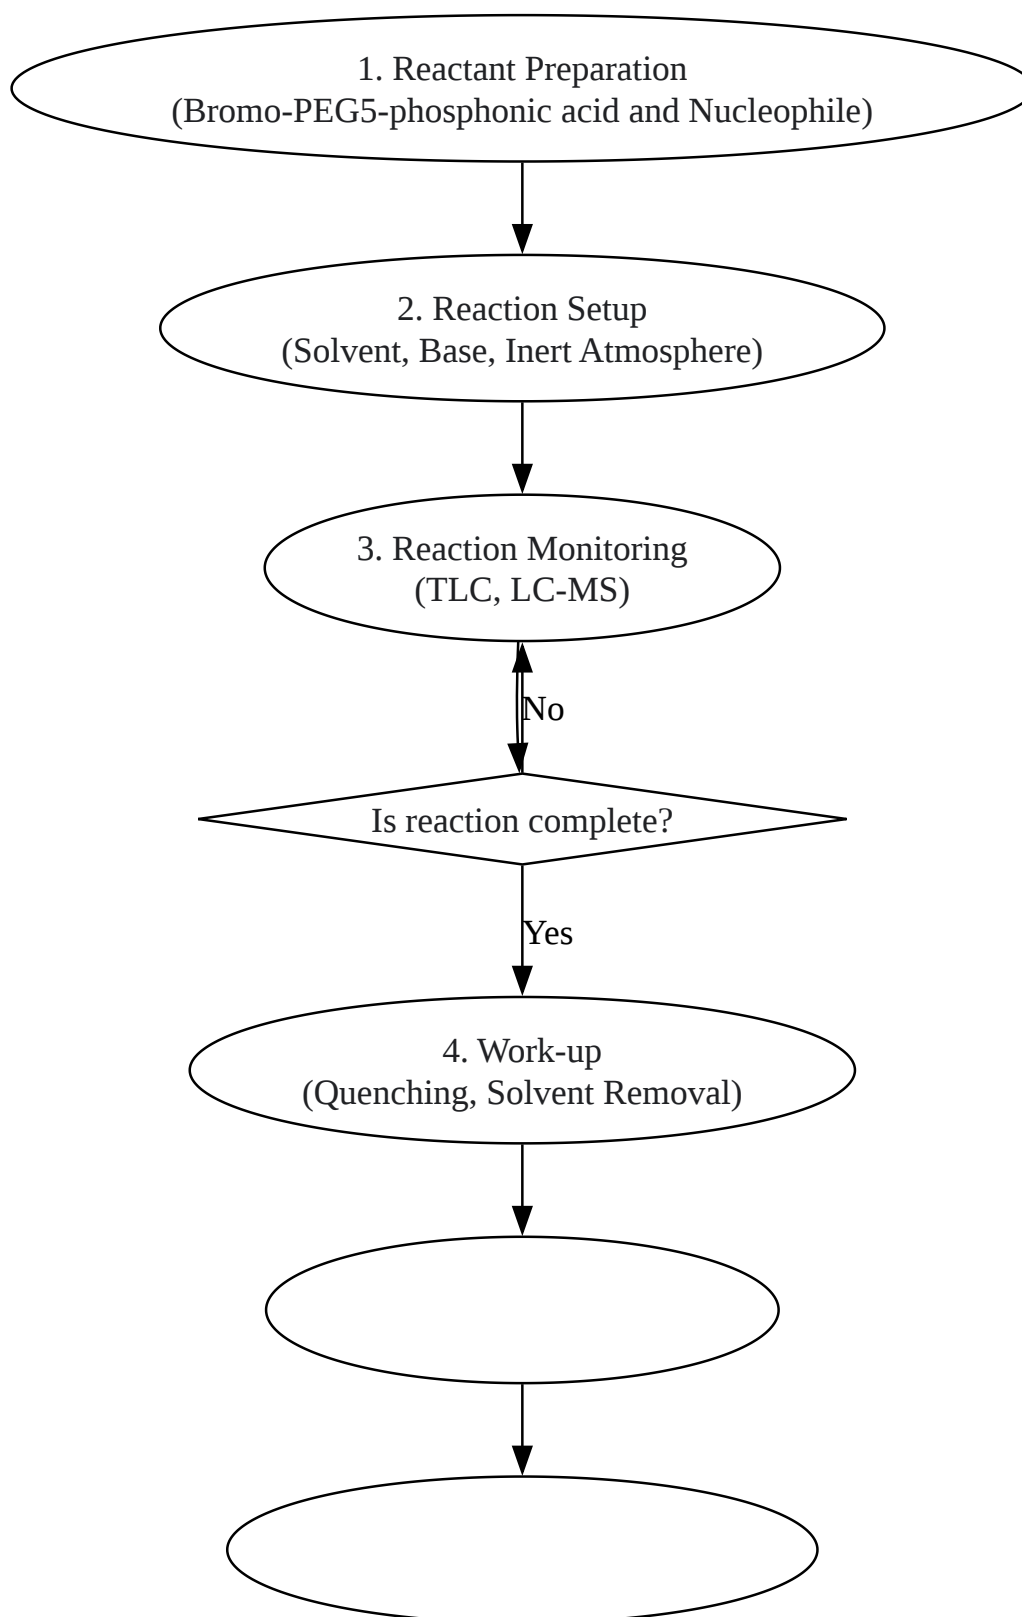 1. Reactant Preparation
(Bromo-PEG5-phosphonic acid and Nucleophile)
2. Reaction Setup
(Solvent, Base, Inert Atmosphere)
3. Reaction Monitoring
(TLC, LC-MS)
No
Is reaction complete?
Yes
4. Work-up
(Quenching, Solvent Removal)